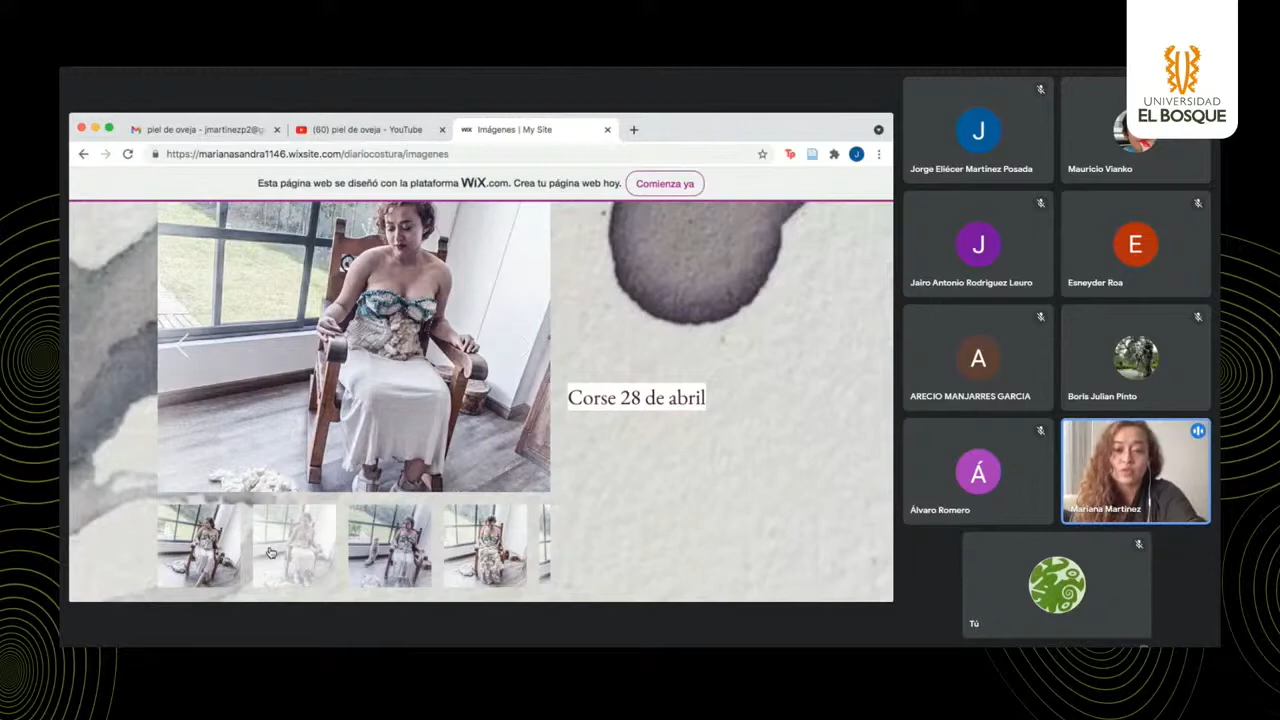 UNIVERSIDAD
EL BOSQUE
piel de oveja - jmartinezp2@u
(60) piel de oveja - YouTube
WiX Imágenes | My Site
https://marianasandra1146.wixsite.com/diariocostura/imagenes
Tp
J
Esta página web se diseñó con la plataforma WiX.com. Crea tu página web hoy.
Comienza ya
Corse 28 de abril
J
Jorge Eliécer Martínez Posada
Mauricio Vianko
J
Jairo Antonio Rodriguez Leuro
E
Esneyder Roa
A
ARECIO MANJARRES GARCIA
Boris Julian Pinto
Á
Álvaro Romero
Mariana Martínez
Tú